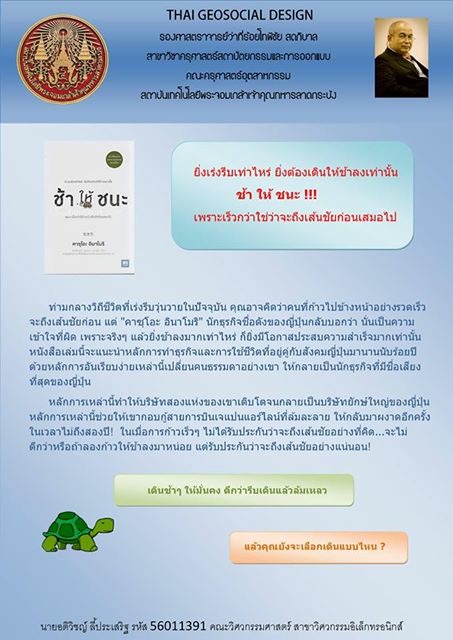 THAI GEOSOCIAL DESIGN
รองศาสตราจารย์ว่าที่ร้อยโทพิชัย สดภิบาล
สาขาวิชาครุศาสตร์สถาปัตยกรรมและการออกแบบ
คณะครุศาสตร์อุตสาหกรรม
สถาบันเทคโนโลยีพระจอมเกล้าเจ้าคุณทหารลาดกระบัง
ช้า ให้ ชนะ
คาซุโอะ อินาโมริ
ยิ่งเร่งรีบเท่าไหร่ ยิ่งต้องเดินให้ช้าลงเท่านั้น
ช้า ให้ ชนะ !!!
เพราะเร็วกว่าใช่ว่าจะถึงเส้นชัยก่อนเสมอไป
ท่ามกลางวิถีชีวิตที่เร่งรีบวุ่นวายในปัจจุบัน คุณอาจคิดว่าคนที่ก้าวไปข้างหน้าอย่างรวดเร็ว
จะถึงเส้นชัยก่อน แต่ "คาซุโอะ อินาโมริ" นักธุรกิจชื่อดังของญี่ปุ่นกลับบอกว่า นั่นเป็นความ
เข้าใจที่ผิด เพราะจริงๆ แล้วยิ่งช้าลงมากเท่าไหร่ ก็ยิ่งมีโอกาสประสบความสำเร็จมากเท่านั้น
หนังสือเล่มนี้จะแนะนำหลักการทำธุรกิจและการใช้ชีวิตที่อยู่คู่กับสังคมญี่ปุ่นมานานนับร้อยปี
ด้วยหลักการอันเรียบง่ายเหล่านี้เปลี่ยนคนธรรมดาอย่างเขา ให้กลายเป็นนักธุรกิจที่มีชื่อเสียง
ที่สุดของญี่ปุ่น
หลักการเหล่านี้ทำให้บริษัทสองแห่งของเขาเติบโตจนกลายเป็นบริษัทยักษ์ใหญ่ของญี่ปุ่น
หลักการเหล่านี้ช่วยให้เขากอบกู้สายการบินเจแปนแอร์ไลน์ที่ล้มละลาย ให้กลับมาผงาดอีกครั้ง
ในเวลาไม่ถึงสองปี! ในเมื่อการก้าวเร็วๆ ไม่ได้รับประกันว่าจะถึงเส้นชัยอย่างที่คิด...จะไม่
ดีกว่าหรือถ้าลองก้าวให้ช้าลงมาหน่อย แต่รับประกันว่าจะถึงเส้นชัยอย่างแน่นอน!
เดินช้าๆ ให้มั่นคง ดีกว่ารีบเดินแล้วล้มเหลว
แล้วคุณยังจะเลือกเดินแบบไหน ?
นายอติวิชญ์ ลี้ประเสริฐ รหัส 56011391 คณะวิศวกรรมศาสตร์ สาขาวิศวกรรมอิเล็กทรอนิกส์